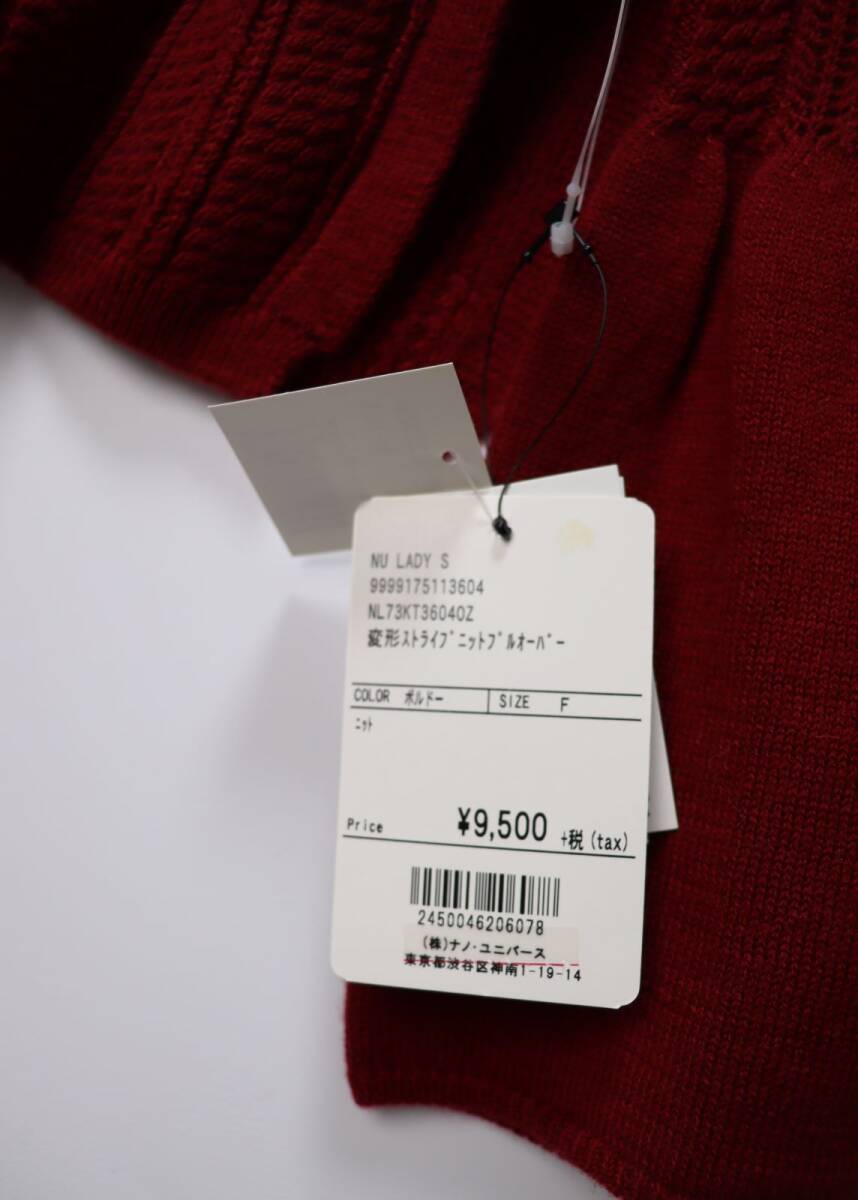 NU LADY S
9999175113604
NL73KT36040Z
変形ｽﾄﾗｲﾌﾟﾆｯﾄﾌﾟﾙｵｰﾊﾞｰ
COLOR ﾎﾞﾙﾄﾞｰ SIZE F
ﾆｯﾄ
Price ¥9,500 +税(tax)
2450046206078
(株)ナノ・ユニバース
東京都渋谷区神南1-19-14